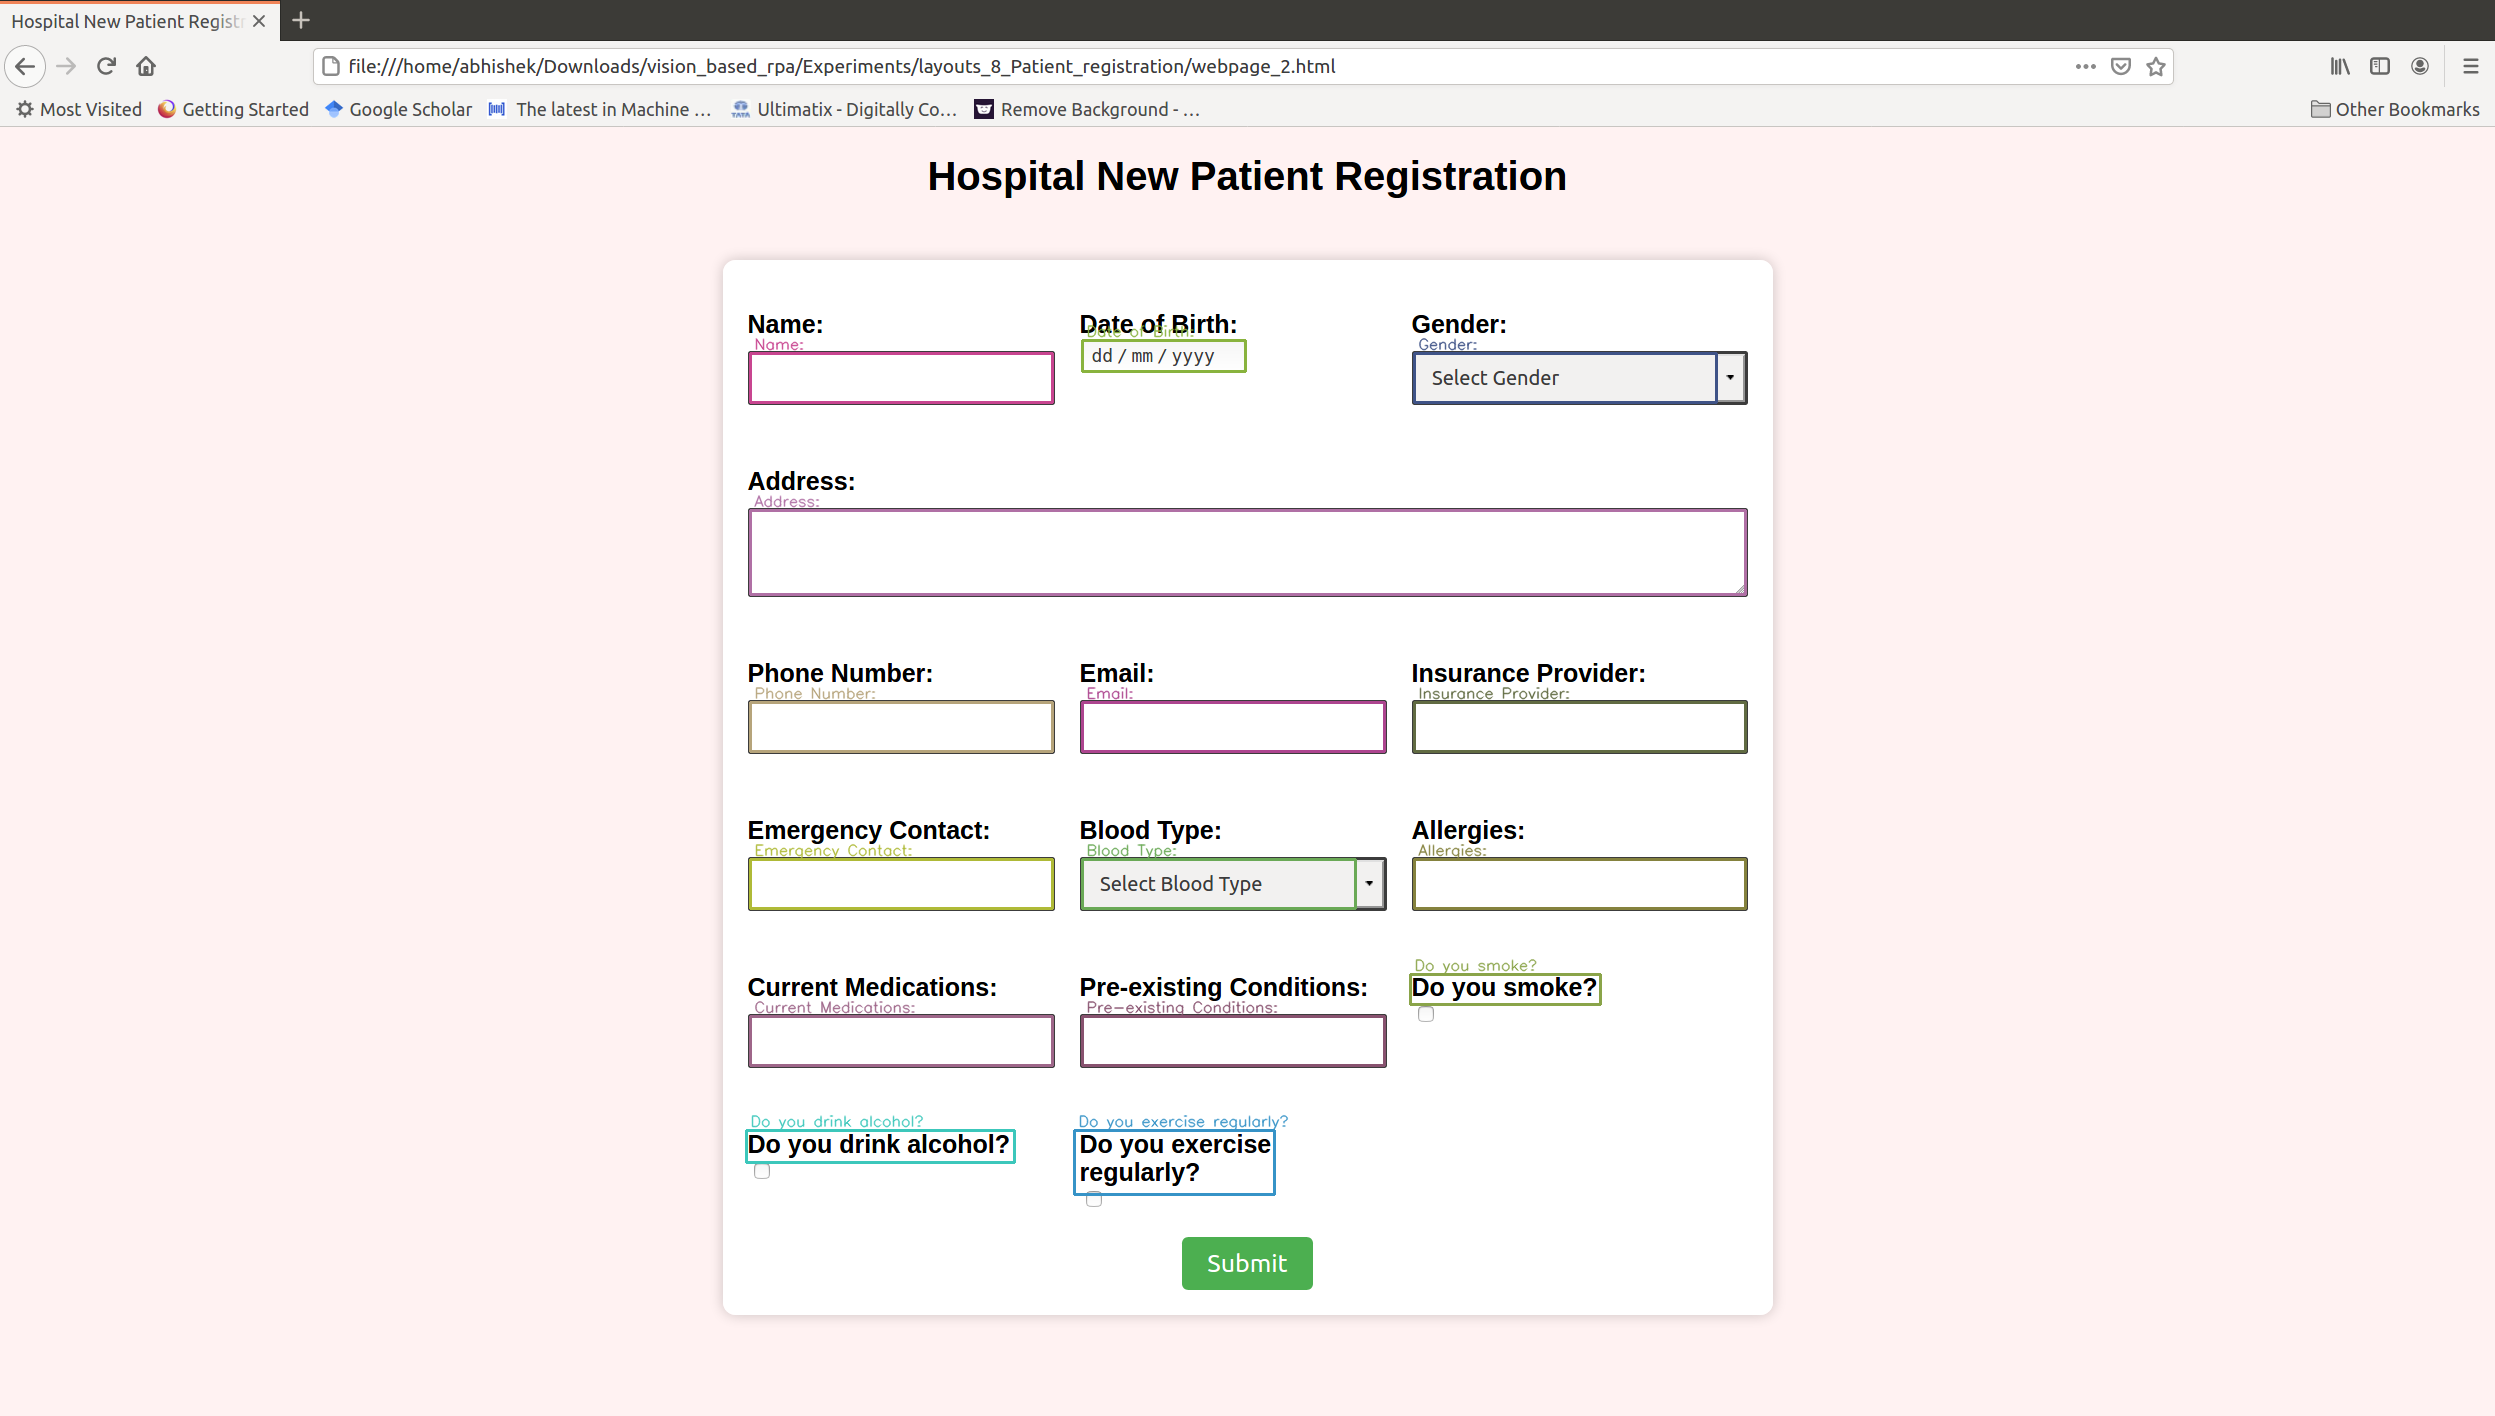 Hospital New Patient Regist
file:///home/abhishek/Downloads/vision_based_rpa/Experiments/layouts_8_Patient_registration/webpage_2.html
Most Visited Getting Started Google Scholar The latest in Machine … TATA Ultimatix - Digitally Co… Remove Background - … Other Bookmarks
Hospital New Patient Registration
Name: Date of Birth: Gender:
Name: Date of Birth: Gender:
dd / mm / yyyy
Select Gender
Address:
Address:
Phone Number: Email: Insurance Provider:
Phone Number: Email: Insurance Provider:
Emergency Contact: Blood Type: Allergies:
Emergency Contact: Blood Type: Allergies:
Select Blood Type
Do you smoke?
Current Medications: Pre-existing Conditions: Do you smoke?
Current Medications: Pre-existing Conditions:
Do you drink alcohol? Do you exercise regularly?
Do you drink alcohol? Do you exercise
regularly?
Submit